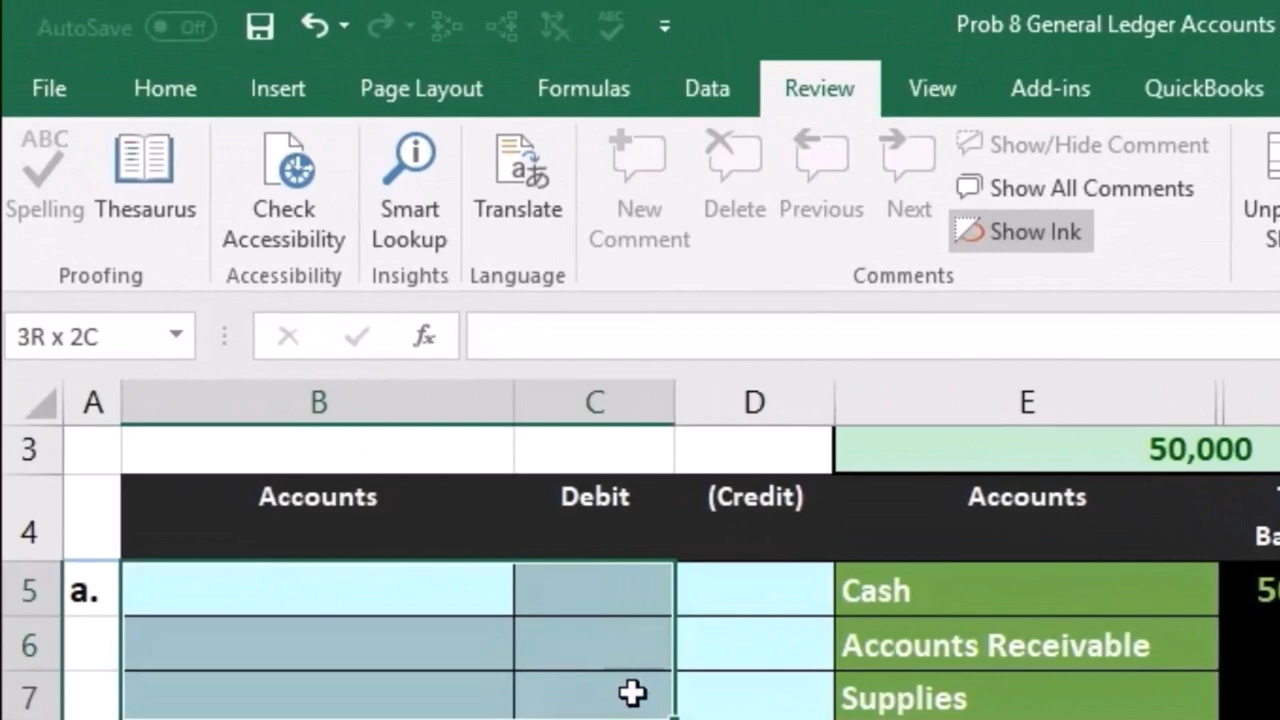 AutoSave Off Prob 8 General Ledger Accounts
File Home Insert Page Layout Formulas Data Review View Add-ins QuickBooks
ABC
Spelling
Thesaurus
Proofing
Check
Accessibility
Accessibility
Smart
Lookup
Insights
Translate
Language
New
Comment
Delete
Previous
Next
Show/Hide Comment
Show All Comments
Show Ink
Comments
3R x 2C fx
A B C D E
3 50,000
4 Accounts Debit (Credit) Accounts
5 a. Cash
6 Accounts Receivable
7 Supplies